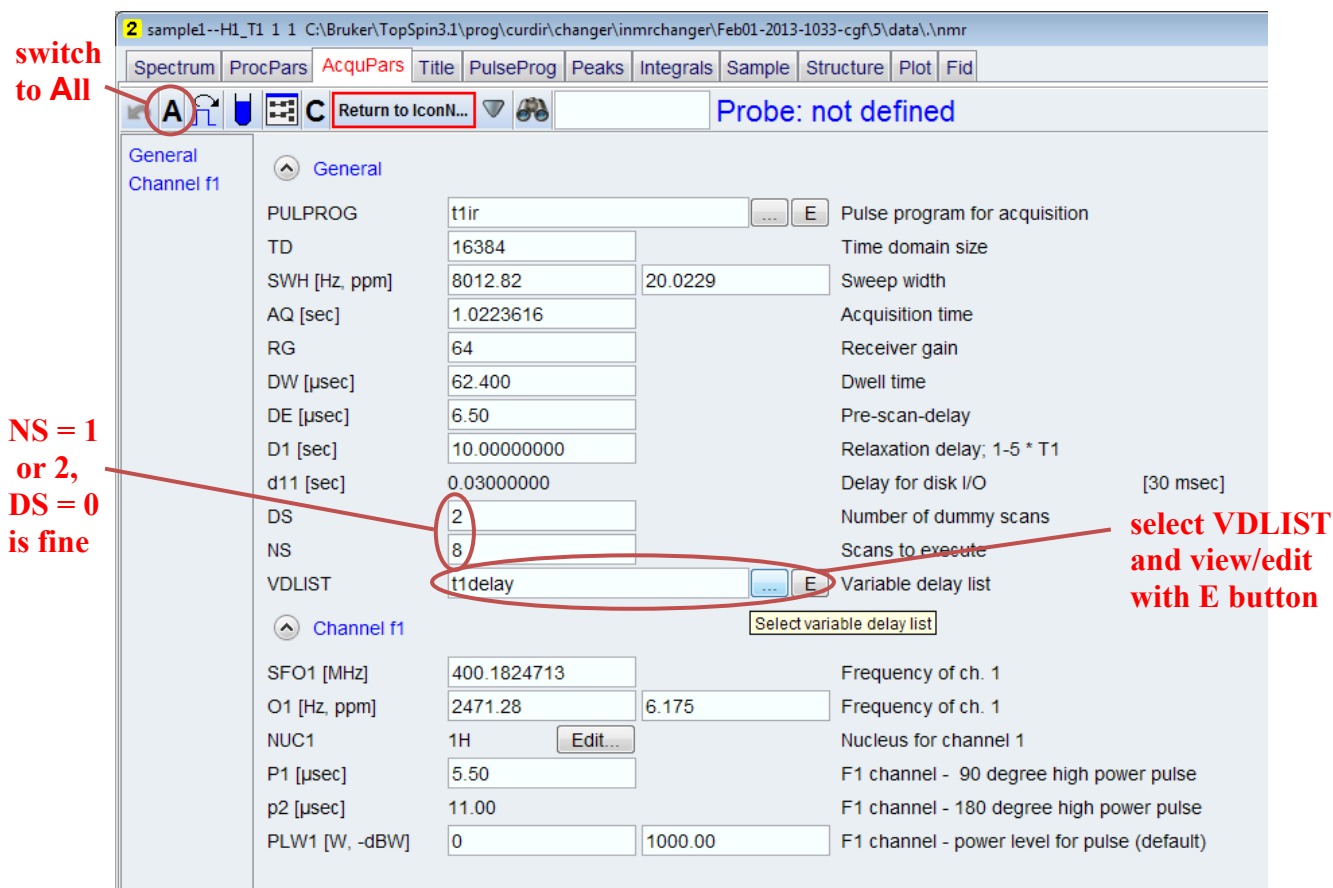 2 sample1--H1_T1 1 1 C:\Bruker\TopSpin3.1\prog\curdir\changer\inmrchanger\Feb01-2013-1033-cgf\5\data\.\nmr
Spectrum ProcPars AcquPars Title PulseProg Peaks Integrals Sample Structure Plot Fid
switch
to All
A C Return to IconN... Probe: not defined
General
Channel f1
General
PULPROG t1ir ... E Pulse program for acquisition
TD 16384 Time domain size
SWH [Hz, ppm] 8012.82 20.0229 Sweep width
AQ [sec] 1.0223616 Acquisition time
RG 64 Receiver gain
DW [µsec] 62.400 Dwell time
DE [µsec] 6.50 Pre-scan-delay
D1 [sec] 10.00000000 Relaxation delay; 1-5 * T1
d11 [sec] 0.03000000 Delay for disk I/O [30 msec]
DS 2 Number of dummy scans
NS 8 Scans to execute
VDLIST t1delay ... E Variable delay list
Select variable delay list
NS = 1
or 2,
DS = 0
is fine
select VDLIST
and view/edit
with E button
Channel f1
SFO1 [MHz] 400.1824713 Frequency of ch. 1
O1 [Hz, ppm] 2471.28 6.175 Frequency of ch. 1
NUC1 1H Edit... Nucleus for channel 1
P1 [µsec] 5.50 F1 channel - 90 degree high power pulse
p2 [µsec] 11.00 F1 channel - 180 degree high power pulse
PLW1 [W, -dBW] 0 1000.00 F1 channel - power level for pulse (default)